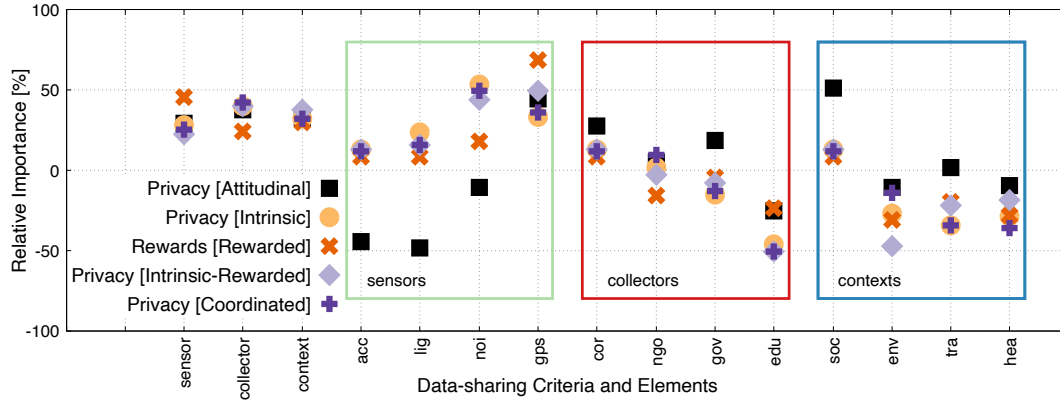 100
50
0
-50
-100
Relative Importance [%]
Privacy [Attitudinal]
Privacy [Intrinsic]
Rewards [Rewarded]
Privacy [Intrinsic-Rewarded]
Privacy [Coordinated]
sensors
collectors
contexts
sensor
collector
context
acc
lig
noi
gps
cor
ngo
gov
edu
soc
env
tra
hea
Data-sharing Criteria and Elements